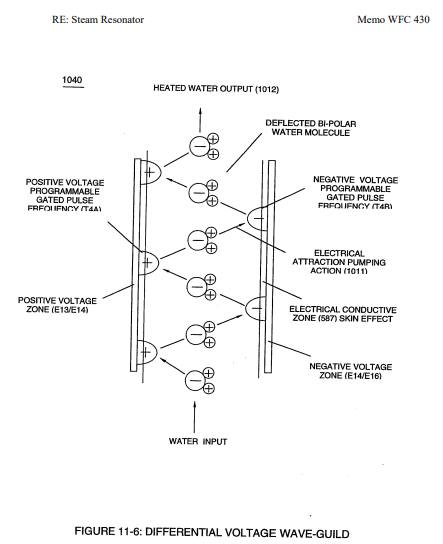 RE: Steam Resonator
Memo WFC 430
1040
HEATED WATER OUTPUT (1012)
DEFLECTED BI-POLAR
WATER MOLECULE
POSITIVE VOLTAGE
PROGRAMMABLE
GATED PULSE
FREQUENCY (T4A)
NEGATIVE VOLTAGE
PROGRAMMABLE
GATED PULSE
FREQUENCY (T4B)
ELECTRICAL
ATTRACTION PUMPING
ACTION (1011)
POSITIVE VOLTAGE
ZONE (E13/E14)
ELECTRICAL CONDUCTIVE
ZONE (587) SKIN EFFECT
NEGATIVE VOLTAGE
ZONE (E14/E16)
WATER INPUT
FIGURE 11-6: DIFFERENTIAL VOLTAGE WAVE-GUILD